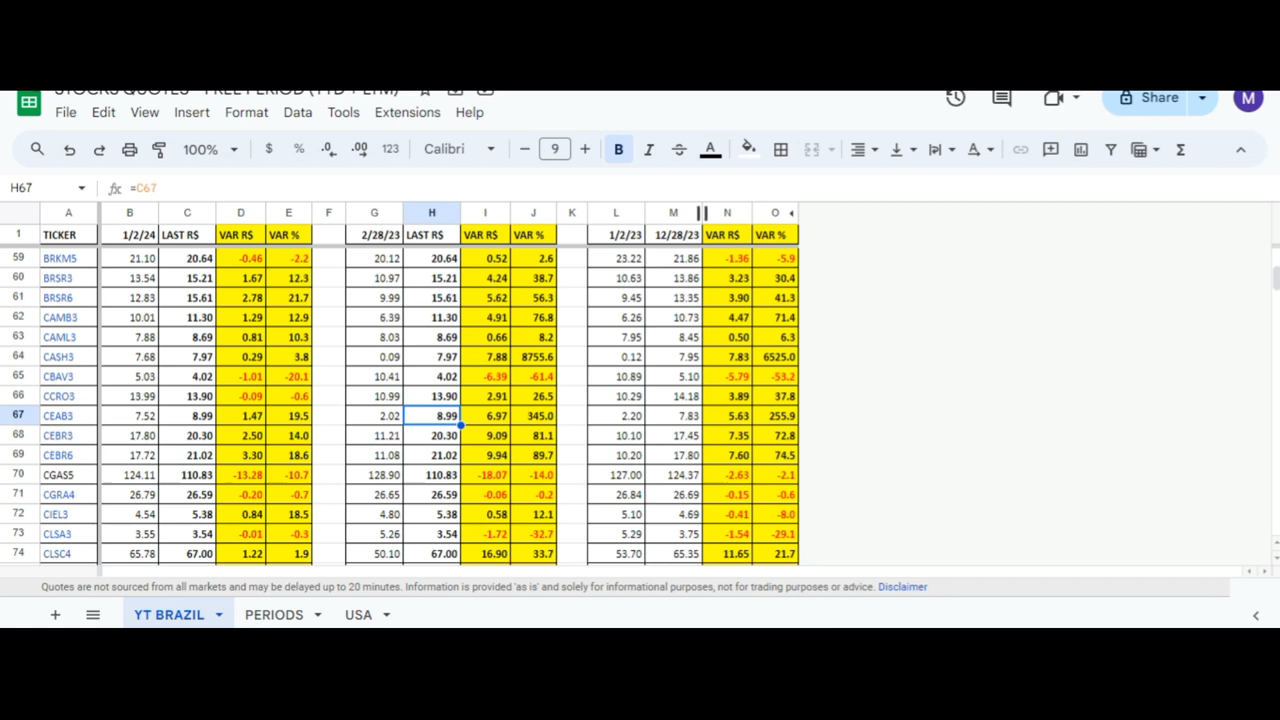 STOCKS QUOTES - FREE PERIOD (YTD + LTM)
File Edit View Insert Format Data Tools Extensions Help
Share M
100% $ % .0 .00 123 Calibri − 9 + B I A Σ
H67 fx =C67
A B C D E F G H I J K L M N O
1 TICKER 1/2/24 LAST R$ VAR R$ VAR % 2/28/23 LAST R$ VAR R$ VAR % 1/2/23 12/28/23 VAR R$ VAR %
59 BRKM5 21.10 20.64 -0.46 -2.2 20.12 20.64 0.52 2.6 23.22 21.86 -1.36 -5.9
60 BRSR3 13.54 15.21 1.67 12.3 10.97 15.21 4.24 38.7 10.63 13.86 3.23 30.4
61 BRSR6 12.83 15.61 2.78 21.7 9.99 15.61 5.62 56.3 9.45 13.35 3.90 41.3
62 CAMB3 10.01 11.30 1.29 12.9 6.39 11.30 4.91 76.8 6.26 10.73 4.47 71.4
63 CAML3 7.88 8.69 0.81 10.3 8.03 8.69 0.66 8.2 7.95 8.45 0.50 6.3
64 CASH3 7.68 7.97 0.29 3.8 0.09 7.97 7.88 8755.6 0.12 7.95 7.83 6525.0
65 CBAV3 5.03 4.02 -1.01 -20.1 10.41 4.02 -6.39 -61.4 10.89 5.10 -5.79 -53.2
66 CCRO3 13.99 13.90 -0.09 -0.6 10.99 13.90 2.91 26.5 10.29 14.18 3.89 37.8
67 CEAB3 7.52 8.99 1.47 19.5 2.02 8.99 6.97 345.0 2.20 7.83 5.63 255.9
68 CEBR3 17.80 20.30 2.50 14.0 11.21 20.30 9.09 81.1 10.10 17.45 7.35 72.8
69 CEBR6 17.72 21.02 3.30 18.6 11.08 21.02 9.94 89.7 10.20 17.80 7.60 74.5
70 CGAS5 124.11 110.83 -13.28 -10.7 128.90 110.83 -18.07 -14.0 127.00 124.37 -2.63 -2.1
71 CGRA4 26.79 26.59 -0.20 -0.7 26.65 26.59 -0.06 -0.2 26.84 26.69 -0.15 -0.6
72 CIEL3 4.54 5.38 0.84 18.5 4.80 5.38 0.58 12.1 5.10 4.69 -0.41 -8.0
73 CLSA3 3.55 3.54 -0.01 -0.3 5.26 3.54 -1.72 -32.7 5.29 3.75 -1.54 -29.1
74 CLSC4 65.78 67.00 1.22 1.9 50.10 67.00 16.90 33.7 53.70 65.35 11.65 21.7
Quotes are not sourced from all markets and may be delayed up to 20 minutes. Information is provided 'as is' and solely for informational purposes, not for trading purposes or advice. Disclaimer
+ YT BRAZIL PERIODS USA